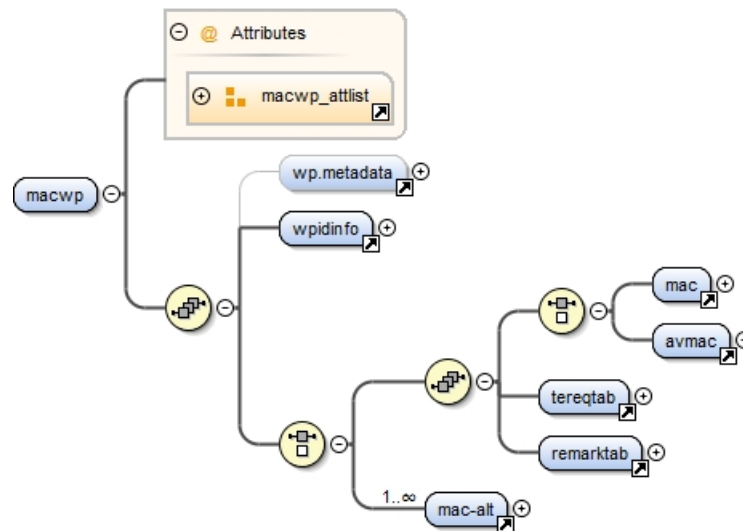 @ Attributes
macwp_attlist
wp.metadata
macwp
wpidinfo
mac
avmac
tereqtab
remarktab
1..∞
mac-alt